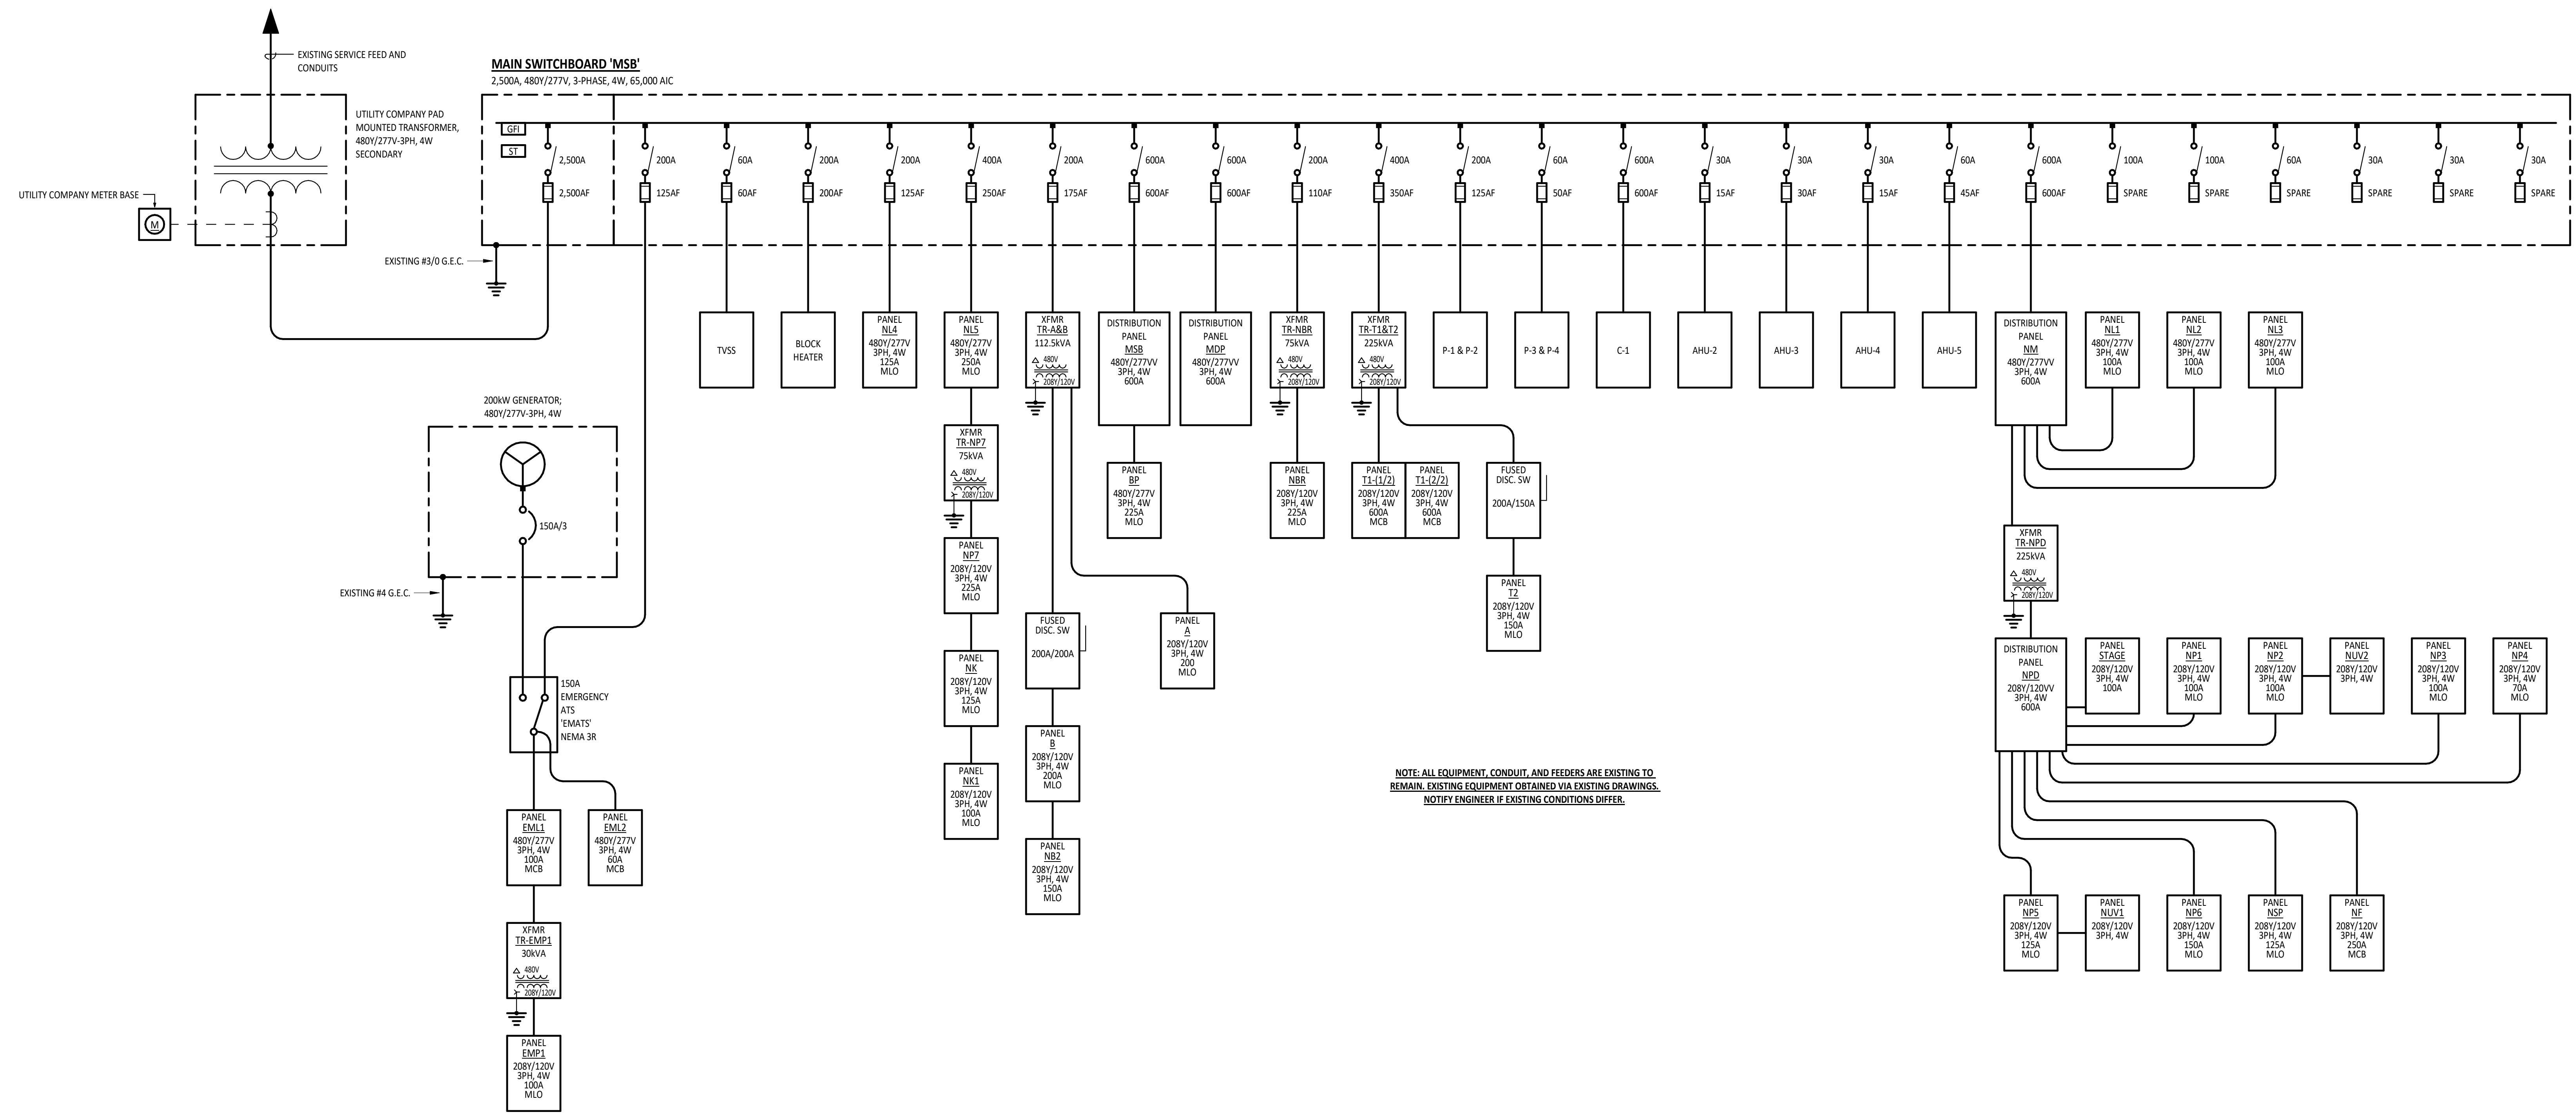 EXISTING SERVICE FEED AND
CONDUITS
UTILITY COMPANY PAD
MOUNTED TRANSFORMER,
480Y/277V-3PH, 4W
SECONDARY
UTILITY COMPANY METER BASE
M
MAIN SWITCHBOARD 'MSB'
2,500A, 480Y/277V, 3-PHASE, 4W, 65,000 AIC
GFI
ST
2,500A
2,500AF
200A
125AF
60A
60AF
200A
200AF
200A
125AF
400A
250AF
200A
175AF
600A
600AF
600A
600AF
200A
110AF
400A
350AF
200A
125AF
60A
50AF
600A
600AF
30A
15AF
30A
30AF
30A
15AF
60A
45AF
600A
600AF
100A
SPARE
100A
SPARE
60A
SPARE
30A
SPARE
30A
SPARE
30A
SPARE
EXISTING #3/0 G.E.C.
TVSS
BLOCK
HEATER
PANEL
NL4
480Y/277V
3PH, 4W
125A
MLO
PANEL
NL5
480Y/277V
3PH, 4W
250A
MLO
XFMR
TR-A&B
112.5kVA
480V
208Y/120V
DISTRIBUTION
PANEL
MSB
480Y/277VV
3PH, 4W
600A
DISTRIBUTION
PANEL
MDP
480Y/277VV
3PH, 4W
600A
XFMR
TR-NBR
75kVA
480V
208Y/120V
XFMR
TR-T1&T2
225kVA
480V
208Y/120V
P-1 & P-2
P-3 & P-4
C-1
AHU-2
AHU-3
AHU-4
AHU-5
DISTRIBUTION
PANEL
NM
480Y/277VV
3PH, 4W
600A
PANEL
NL1
480Y/277V
3PH, 4W
100A
MLO
PANEL
NL2
480Y/277V
3PH, 4W
100A
MLO
PANEL
NL3
480Y/277V
3PH, 4W
100A
MLO
200kW GENERATOR;
480Y/277V-3PH, 4W
150A/3
EXISTING #4 G.E.C.
XFMR
TR-NP7
75kVA
480V
208Y/120V
PANEL
BP
480Y/277V
3PH, 4W
225A
MLO
PANEL
NBR
208Y/120V
3PH, 4W
225A
MLO
PANEL
T1-(1/2)
208Y/120V
3PH, 4W
600A
MCB
PANEL
T1-(2/2)
208Y/120V
3PH, 4W
600A
MCB
FUSED
DISC. SW
200A/150A
PANEL
NP7
208Y/120V
3PH, 4W
225A
MLO
PANEL
T2
208Y/120V
3PH, 4W
150A
MLO
XFMR
TR-NPD
225kVA
480V
208Y/120V
FUSED
DISC. SW
200A/200A
PANEL
A
208Y/120V
3PH, 4W
200
MLO
PANEL
NK
208Y/120V
3PH, 4W
125A
MLO
DISTRIBUTION
PANEL
NPD
208Y/120VV
3PH, 4W
600A
PANEL
STAGE
208Y/120V
3PH, 4W
100A
PANEL
NP1
208Y/120V
3PH, 4W
100A
MLO
PANEL
NP2
208Y/120V
3PH, 4W
100A
MLO
PANEL
NUV2
208Y/120V
3PH, 4W
PANEL
NP3
208Y/120V
3PH, 4W
100A
MLO
PANEL
NP4
208Y/120V
3PH, 4W
70A
MLO
150A
EMERGENCY
ATS
'EMATS'
NEMA 3R
PANEL
B
208Y/120V
3PH, 4W
200A
MLO
PANEL
NK1
208Y/120V
3PH, 4W
100A
MLO
NOTE: ALL EQUIPMENT, CONDUIT, AND FEEDERS ARE EXISTING TO
REMAIN. EXISTING EQUIPMENT OBTAINED VIA EXISTING DRAWINGS.
NOTIFY ENGINEER IF EXISTING CONDITIONS DIFFER.
PANEL
EML1
480Y/277V
3PH, 4W
100A
MCB
PANEL
EML2
480Y/277V
3PH, 4W
60A
MCB
PANEL
NB2
208Y/120V
3PH, 4W
150A
MLO
PANEL
NP5
208Y/120V
3PH, 4W
125A
MLO
PANEL
NUV1
208Y/120V
3PH, 4W
PANEL
NP6
208Y/120V
3PH, 4W
150A
MLO
PANEL
NSP
208Y/120V
3PH, 4W
125A
MLO
PANEL
NF
208Y/120V
3PH, 4W
250A
MCB
XFMR
TR-EMP1
30kVA
480V
208Y/120V
PANEL
EMP1
208Y/120V
3PH, 4W
100A
MLO